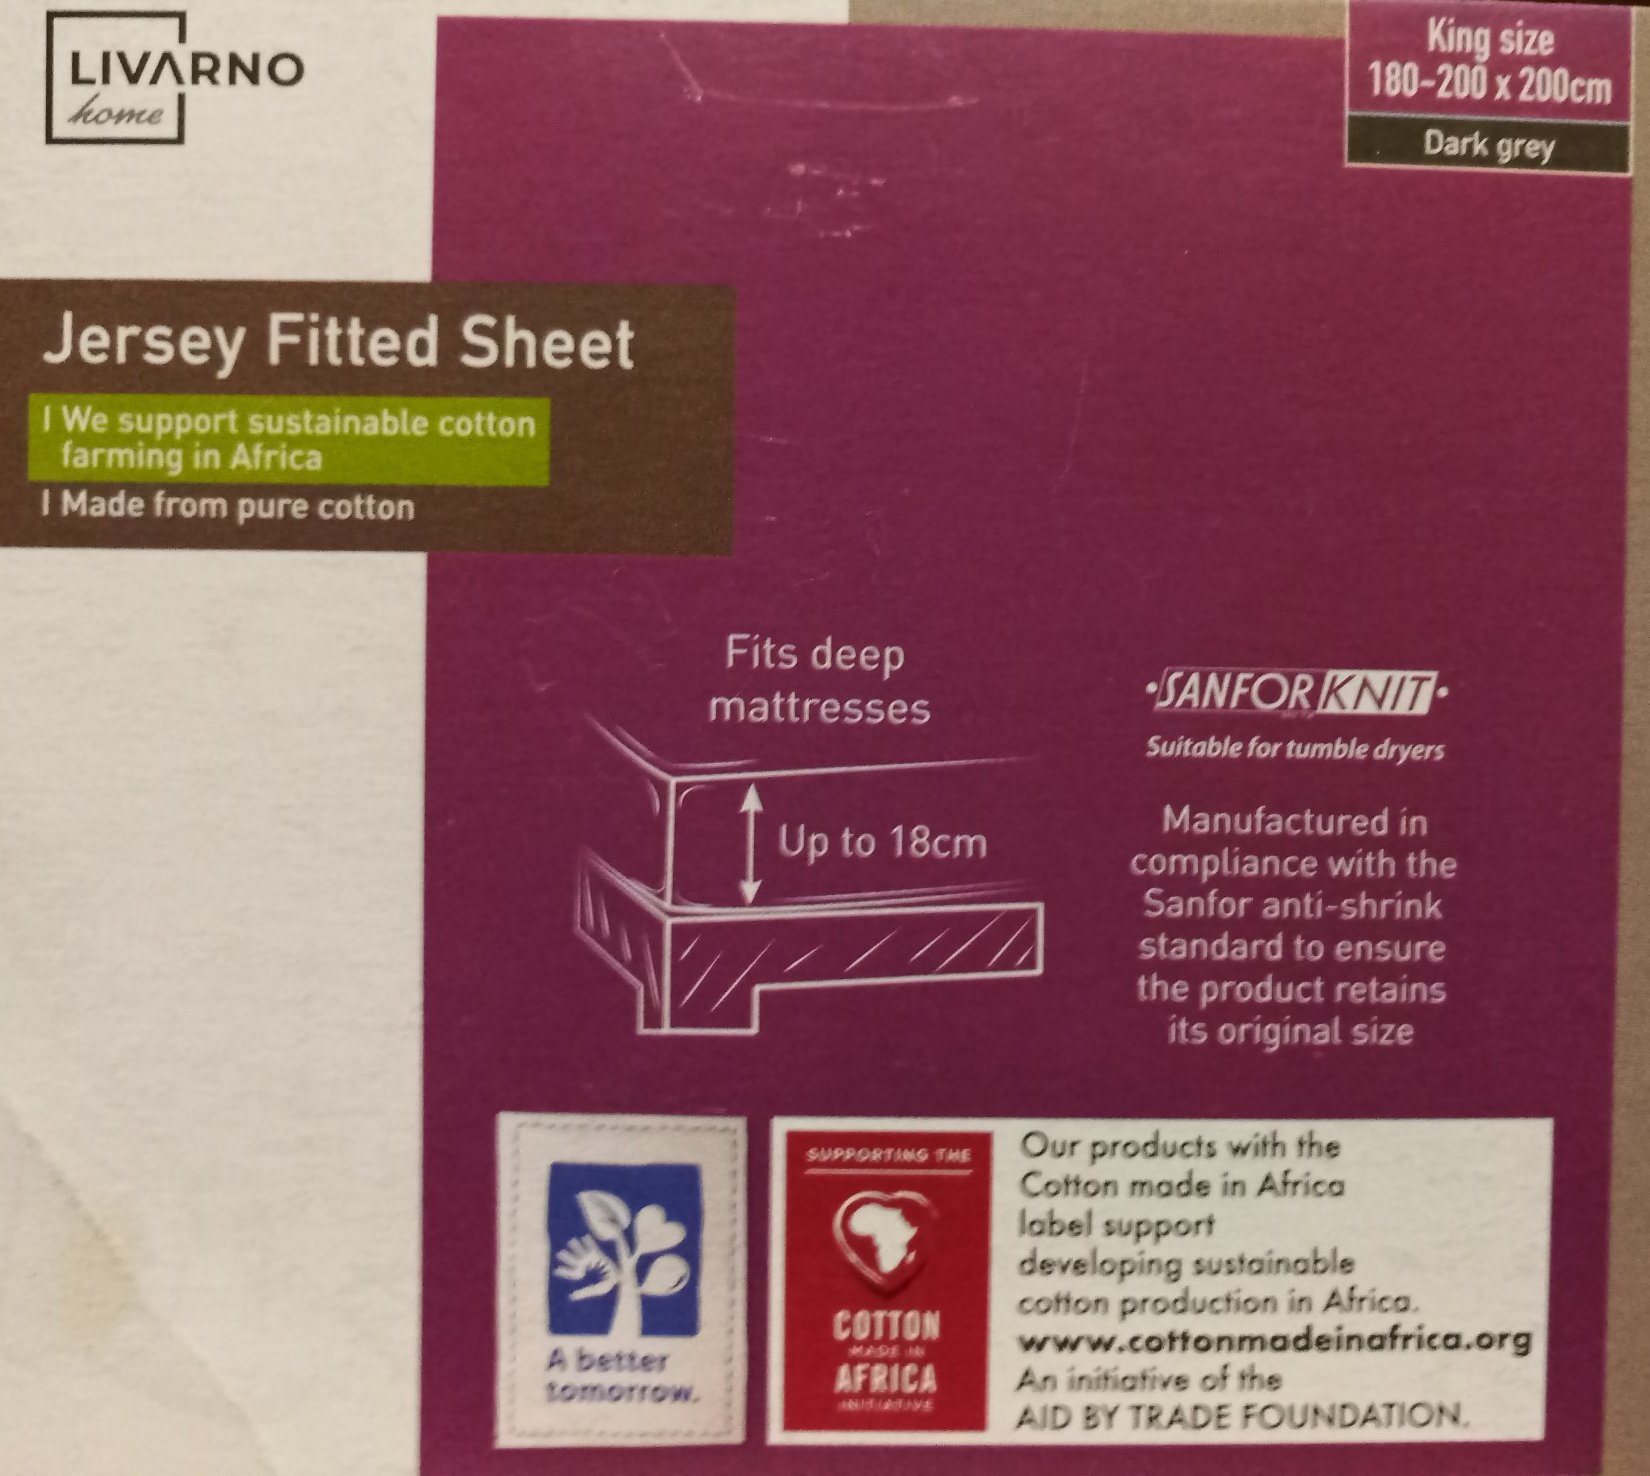 LIVARNO
home
King size
180-200 x 200cm
Dark grey
Jersey Fitted Sheet
I We support sustainable cotton
farming in Africa
I Made from pure cotton
Fits deep
mattresses
Up to 18cm
•SANFORKNIT•
Suitable for tumble dryers
Manufactured in
compliance with the
Sanfor anti-shrink
standard to ensure
the product retains
its original size
A better
tomorrow.
SUPPORTING THE
COTTON
MADE IN
AFRICA
INITIATIVE
Our products with the
Cotton made in Africa
label support
developing sustainable
cotton production in Africa.
www.cottonmadeinafrica.org
An initiative of the
AID BY TRADE FOUNDATION.